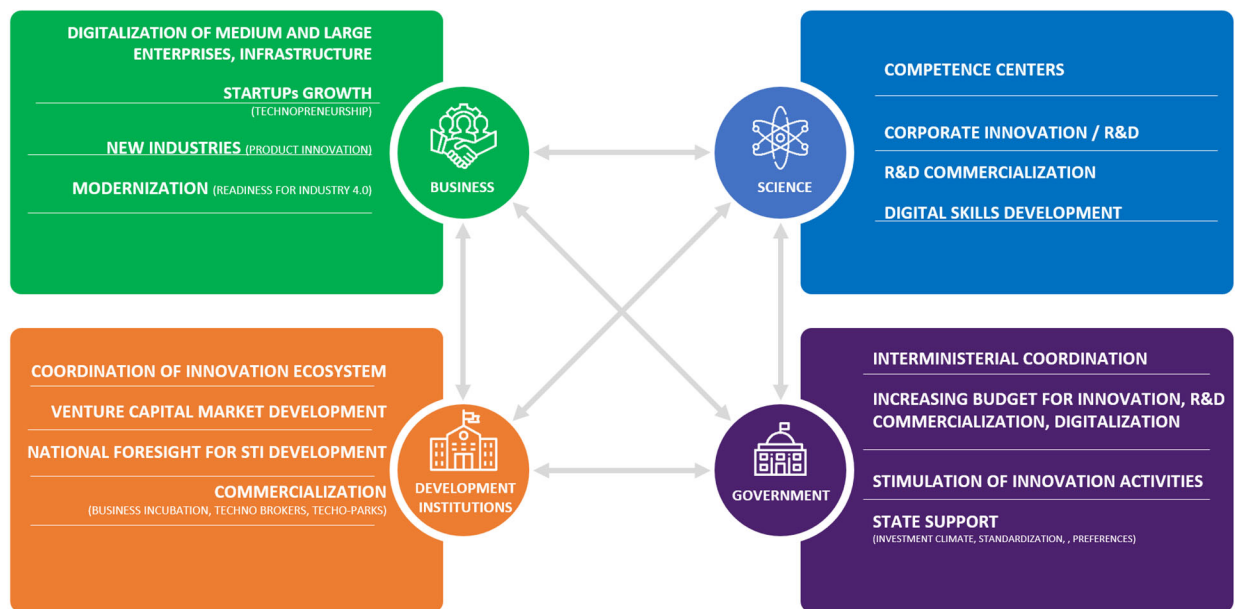 DIGITALIZATION OF MEDIUM AND LARGE
ENTERPRISES, INFRASTRUCTURE
STARTUPs GROWTH
(TECHNOPRENEURSHIP)
NEW INDUSTRIES (PRODUCT INNOVATION)
MODERNIZATION (READINESS FOR INDUSTRY 4.0)
BUSINESS
SCIENCE
COMPETENCE CENTERS
CORPORATE INNOVATION / R&D
R&D COMMERCIALIZATION
DIGITAL SKILLS DEVELOPMENT
COORDINATION OF INNOVATION ECOSYSTEM
VENTURE CAPITAL MARKET DEVELOPMENT
NATIONAL FORESIGHT FOR STI DEVELOPMENT
COMMERCIALIZATION
(BUSINESS INCUBATION, TECHNO BROKERS, TECHO-PARKS)
DEVELOPMENT
INSTITUTIONS
GOVERNMENT
INTERMINISTERIAL COORDINATION
INCREASING BUDGET FOR INNOVATION, R&D
COMMERCIALIZATION, DIGITALIZATION
STIMULATION OF INNOVATION ACTIVITIES
STATE SUPPORT
(INVESTMENT CLIMATE, STANDARDIZATION, , PREFERENCES)